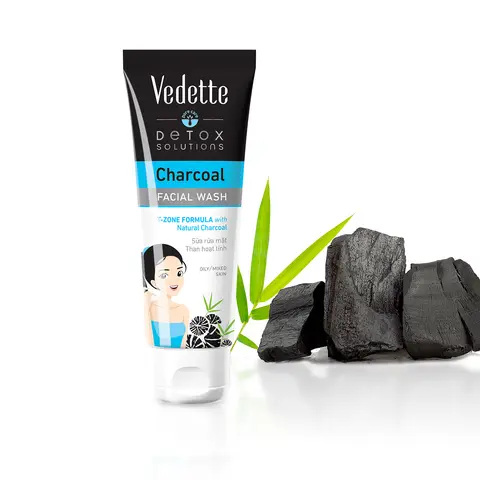 Vedette
DeTOX
SOLUTIONS
Charcoal
FACIAL WASH
T-ZONE FORMULA with
Natural Charcoal
Sữa rửa mặt
Than hoạt tính
OILY/MIXED
SKIN